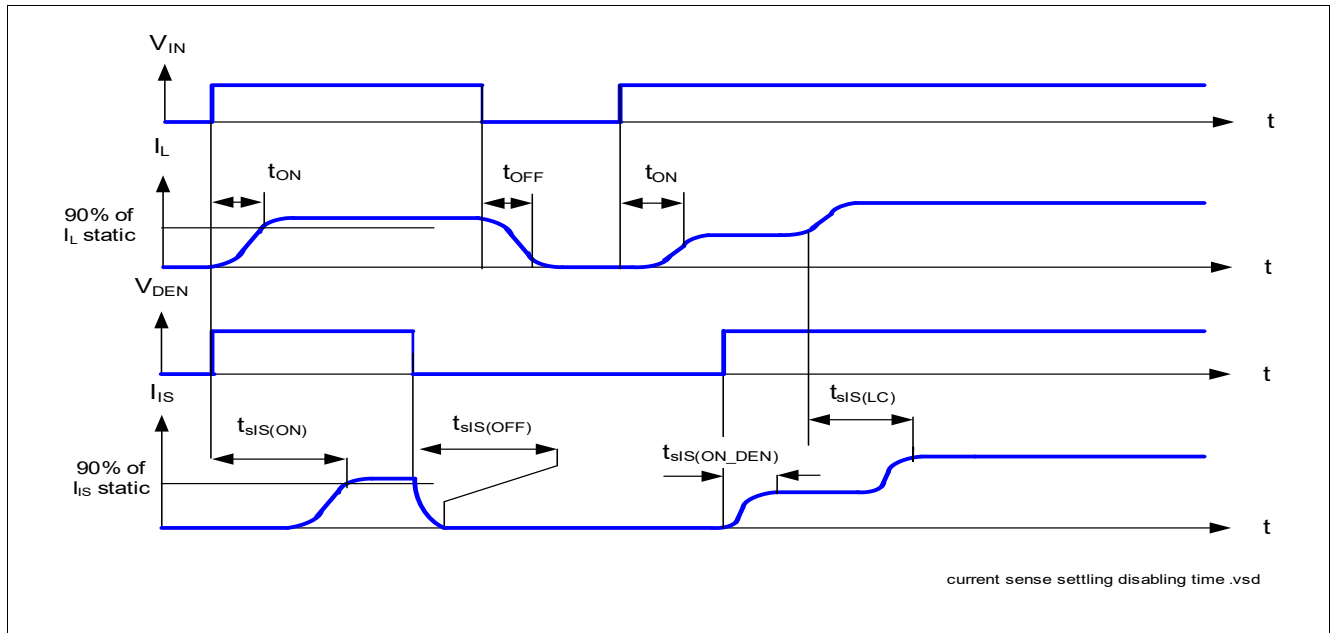 VIN
t
IL
tON
tOFF
tON
90% of
IL static
t
VDEN
t
IIS
tsIS(ON)
tsIS(OFF)
tsIS(LC)
tsIS(ON_DEN)
90% of
IIS static
t
current sense settling disabling time .vsd